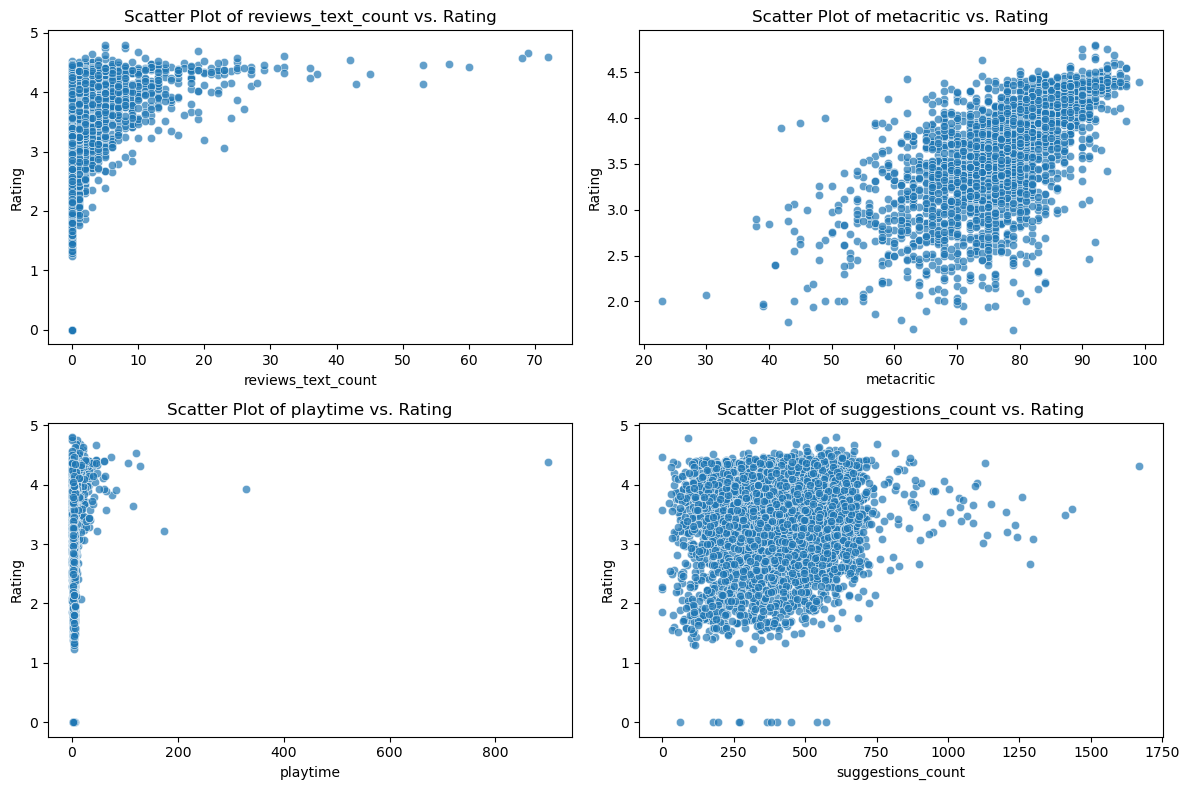 Scatter Plot of reviews_text_count vs. Rating
Rating
5
4
3
2
1
0
0 10 20 30 40 50 60 70
reviews_text_count
Scatter Plot of metacritic vs. Rating
Rating
4.5
4.0
3.5
3.0
2.5
2.0
20 30 40 50 60 70 80 90 100
metacritic
Scatter Plot of playtime vs. Rating
Rating
5
4
3
2
1
0
0 200 400 600 800
playtime
Scatter Plot of suggestions_count vs. Rating
Rating
5
4
3
2
1
0
0 250 500 750 1000 1250 1500 1750
suggestions_count